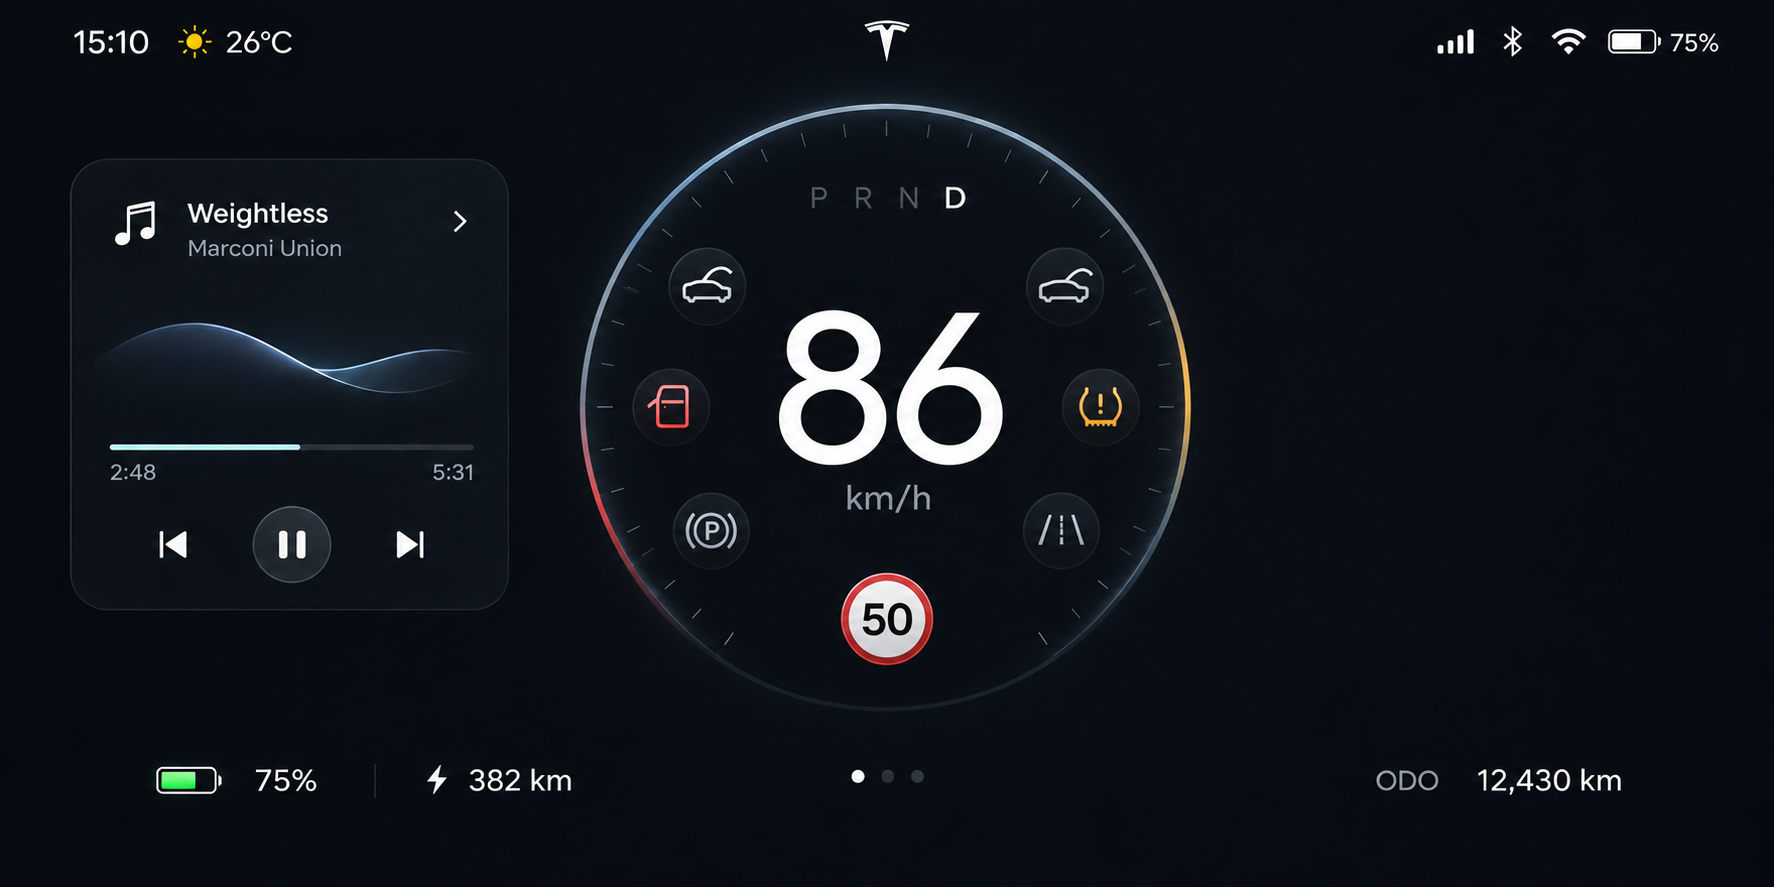 15:10 26°C
75%
P R N D
Weightless
Marconi Union
86
km/h
2:48 5:31
P
50
75% 382 km
ODO 12,430 km